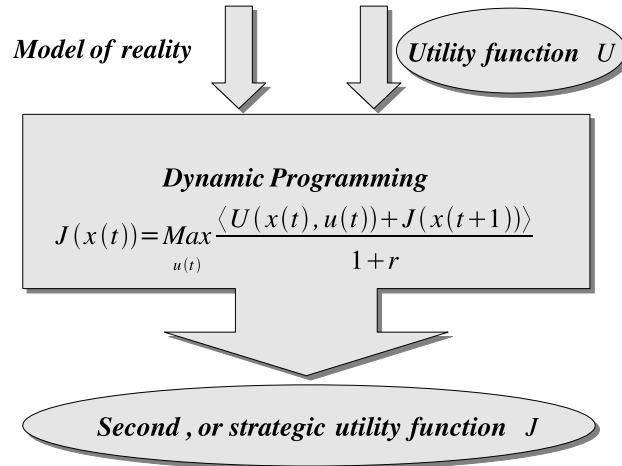 Model of reality
Utility function U
Dynamic Programming
J(x(t))=Max u(t) ⟨U(x(t),u(t))+J(x(t+1))⟩ / 1+r
Second , or strategic utility function J